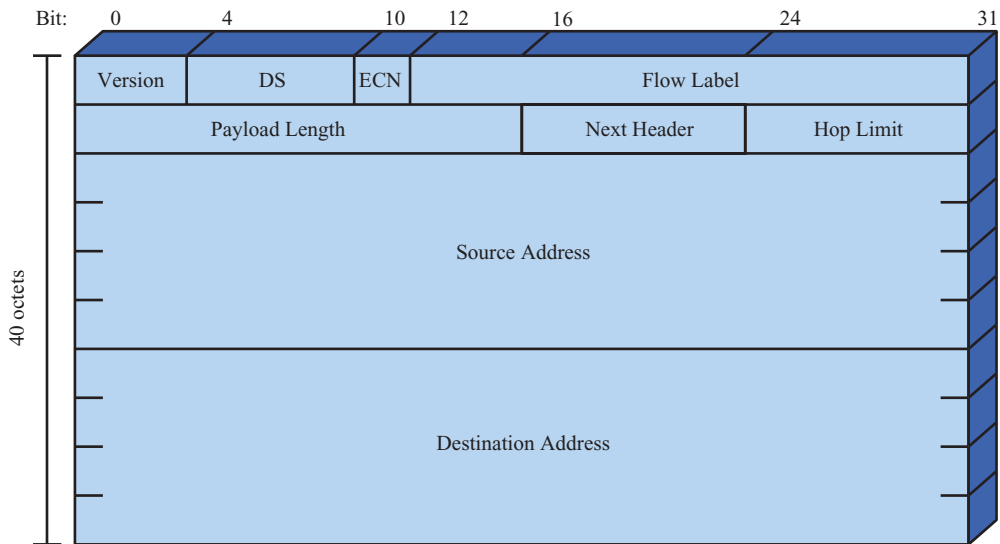 Bit: 0 4 10 12 16 24 31
Version DS ECN Flow Label
Payload Length Next Header Hop Limit
Source Address
40 octets
Destination Address